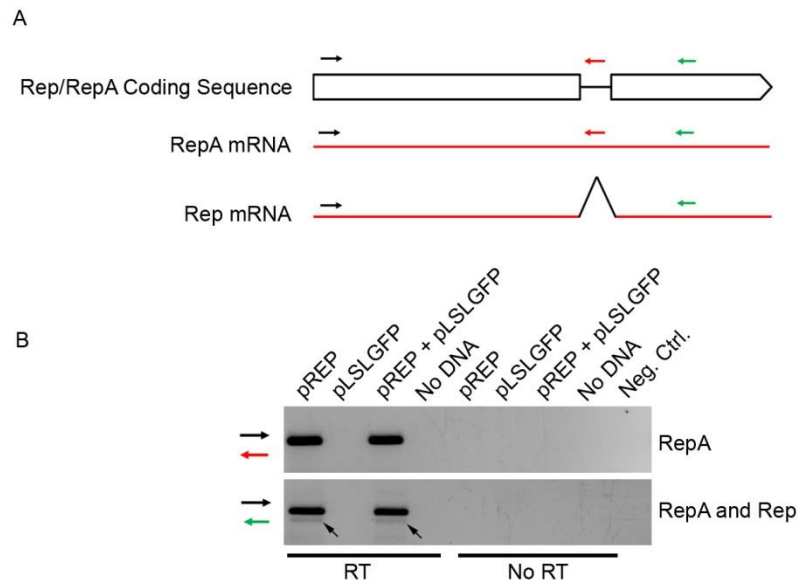 A
Rep/RepA Coding Sequence
RepA mRNA
Rep mRNA
B
pREP
pLSLGFP
pREP + pLSLGFP
No DNA
pREP
pLSLGFP
pREP + pLSLGFP
No DNA
Neg. Ctrl.
RepA
RepA and Rep
RT
No RT